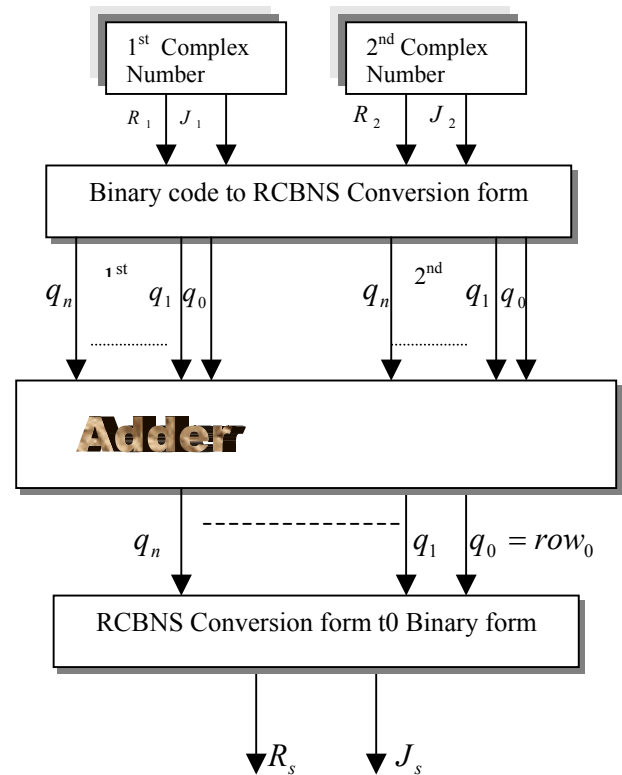 1st Complex Number
2nd Complex Number
R1 J1 R2 J2
Binary code to RCBNS Conversion form
1st 2nd
qn q1 q0 qn q1 q0
Adder
qn q1 q0 = row0
RCBNS Conversion form t0 Binary form
Rs Js